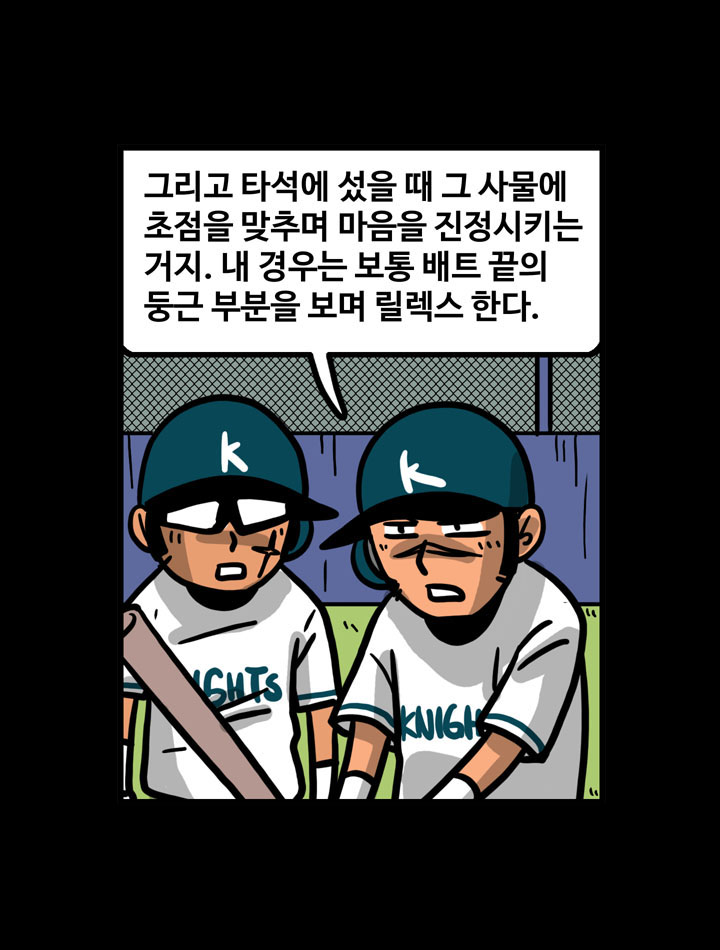 그리고 타석에 섰을 때 그 사물에
초점을 맞추며 마음을 진정시키는
거지. 내 경우는 보통 배트 끝의
둥근 부분을 보며 릴렉스 한다.
K
K
IGHTS
KNIGH